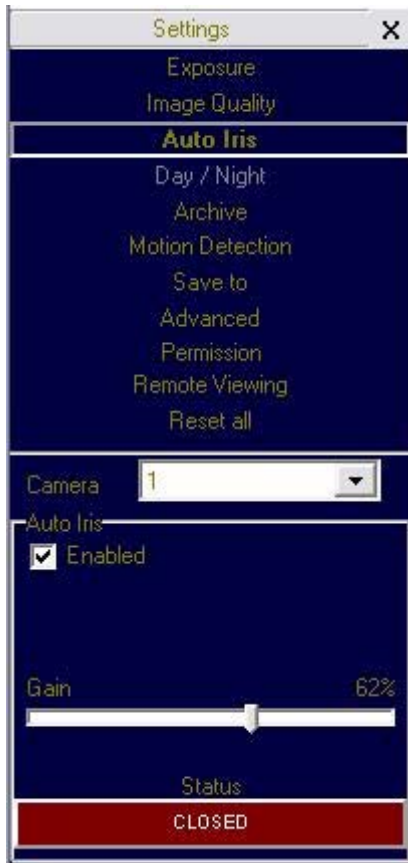 Settings X
Exposure
Image Quality
Auto Iris
Day / Night
Archive
Motion Detection
Save to
Advanced
Permission
Remote Viewing
Reset all
Camera 1
Auto Iris
Enabled
Gain 62%
Status
CLOSED